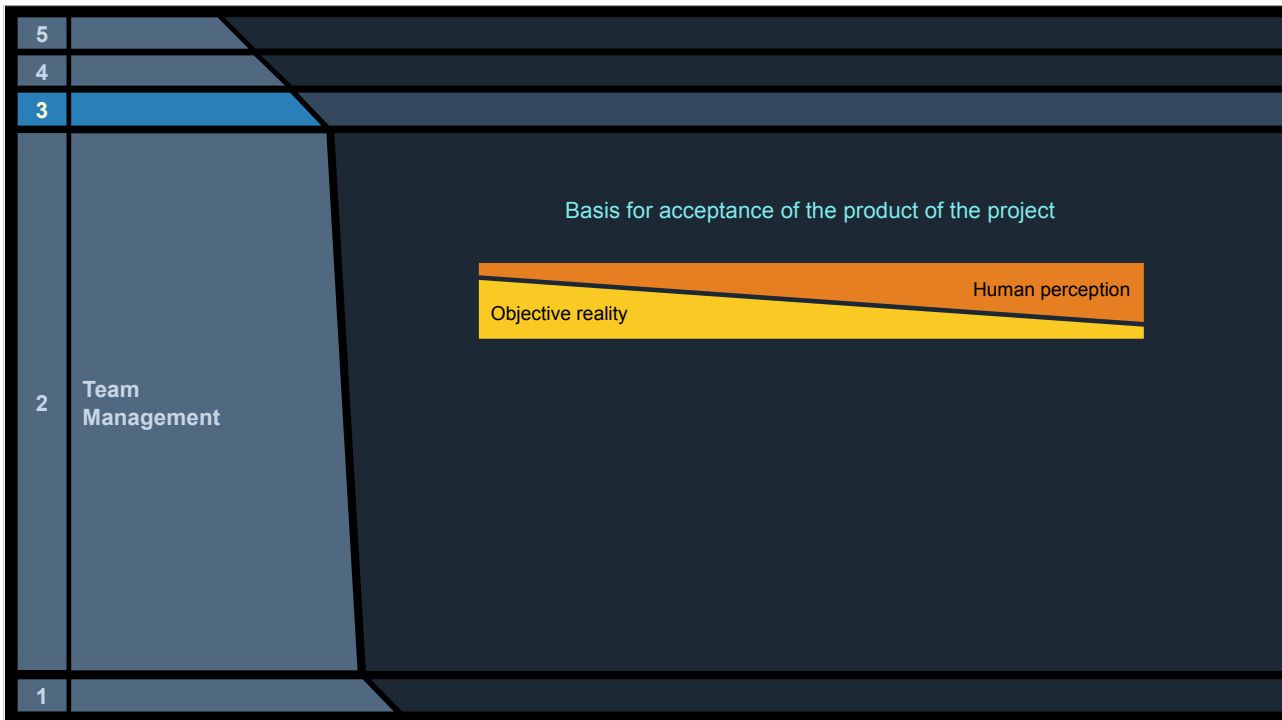 5
4
3
Basis for acceptance of the product of the project
Human perception
Objective reality
2
Team
Management
1